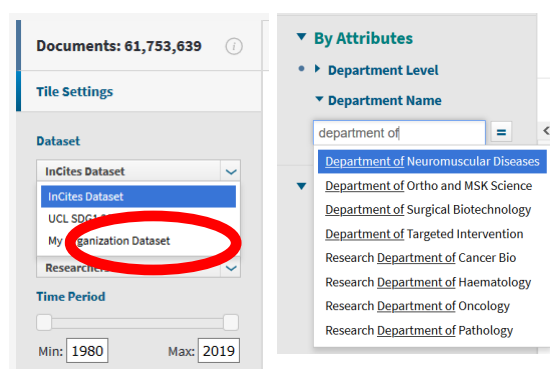 Documents: 61,753,639
Tile Settings
Dataset
InCites Dataset
InCites Dataset
UCL SDG1
My Organization Dataset
Researchers
Time Period
Min: 1980 Max: 2019
By Attributes
Department Level
Department Name
department of
=
Department of Neuromuscular Diseases
Department of Ortho and MSK Science
Department of Surgical Biotechnology
Department of Targeted Intervention
Research Department of Cancer Bio
Research Department of Haematology
Research Department of Oncology
Research Department of Pathology